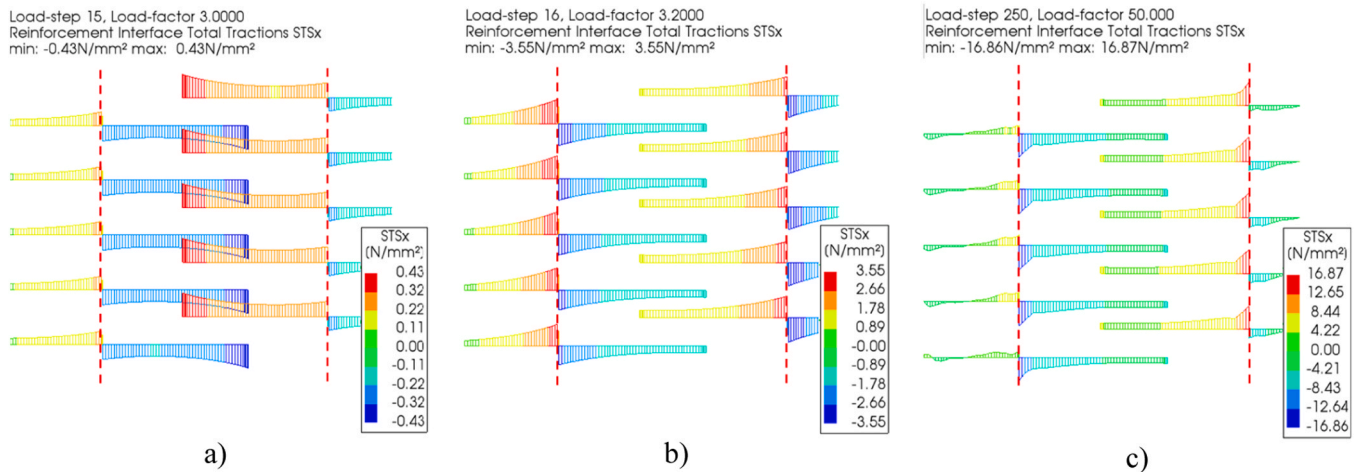 Load-step 15, Load-factor 3.0000
Reinforcement Interface Total Tractions STSx
min: -0.43N/mm² max: 0.43N/mm²
STSx
(N/mm²)
0.43
0.32
0.22
0.11
0.00
-0.11
-0.22
-0.32
-0.43
a)
Load-step 16, Load-factor 3.2000
Reinforcement Interface Total Tractions STSx
min: -3.55N/mm² max: 3.55N/mm²
STSx
(N/mm²)
3.55
2.66
1.78
0.89
-0.00
-0.89
-1.78
-2.66
-3.55
b)
Load-step 250, Load-factor 50.000
Reinforcement Interface Total Tractions STSx
min: -16.86N/mm² max: 16.87N/mm²
STSx
(N/mm²)
16.87
12.65
8.44
4.22
0.00
-4.21
-8.43
-12.64
-16.86
c)